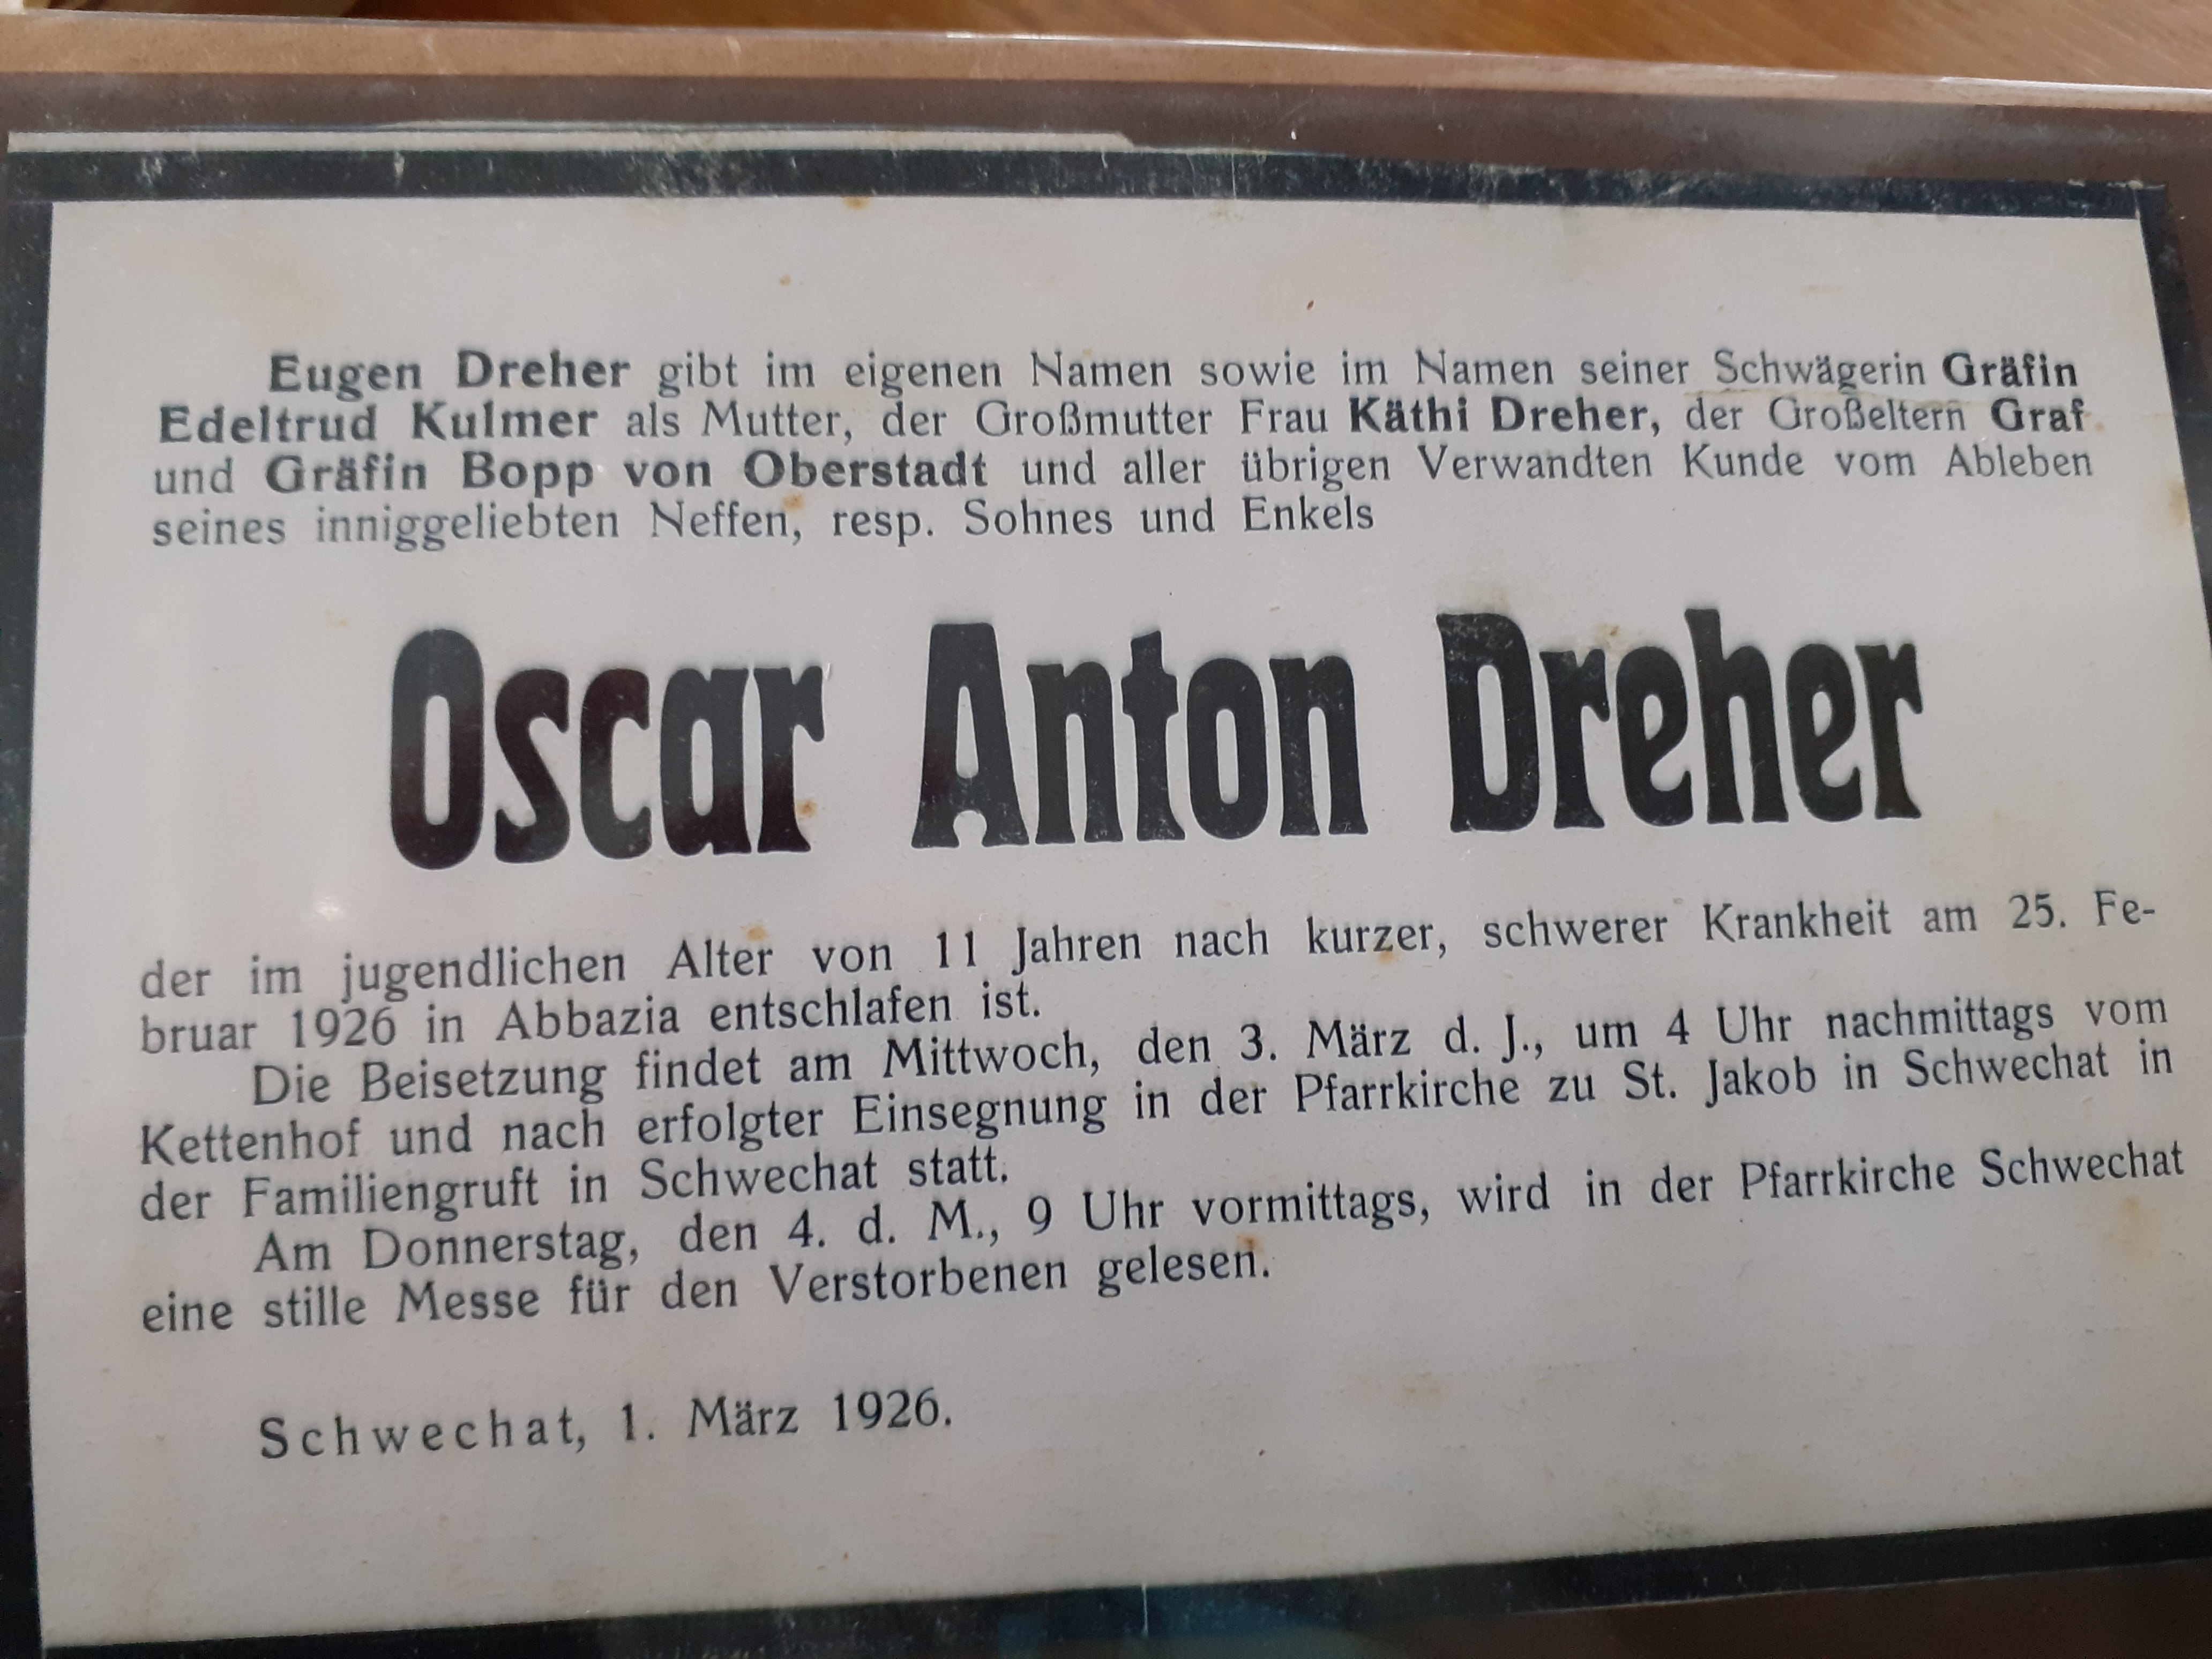 Eugen Dreher gibt im eigenen Namen sowie im Namen seiner Schwägerin Gräfin
Edeltrud Kulmer als Mutter, der Großmutter Frau Käthi Dreher, der Großeltern Graf
und Gräfin Bopp von Oberstadt und aller übrigen Verwandten Kunde vom Ableben
seines inniggeliebten Neffen, resp. Sohnes und Enkels
Oscar Anton Dreher
der im jugendlichen Alter von 11 Jahren nach kurzer, schwerer Krankheit am 25. Fe-
bruar 1926 in Abbazia entschlafen ist.
Die Beisetzung findet am Mittwoch, den 3. März d. J., um 4 Uhr nachmittags vom
Kettenhof und nach erfolgter Einsegnung in der Pfarrkirche zu St. Jakob in Schwechat in
der Familiengruft in Schwechat statt.
Am Donnerstag, den 4. d. M., 9 Uhr vormittags, wird in der Pfarrkirche Schwechat
eine stille Messe für den Verstorbenen gelesen.
Schwechat, 1. März 1926.